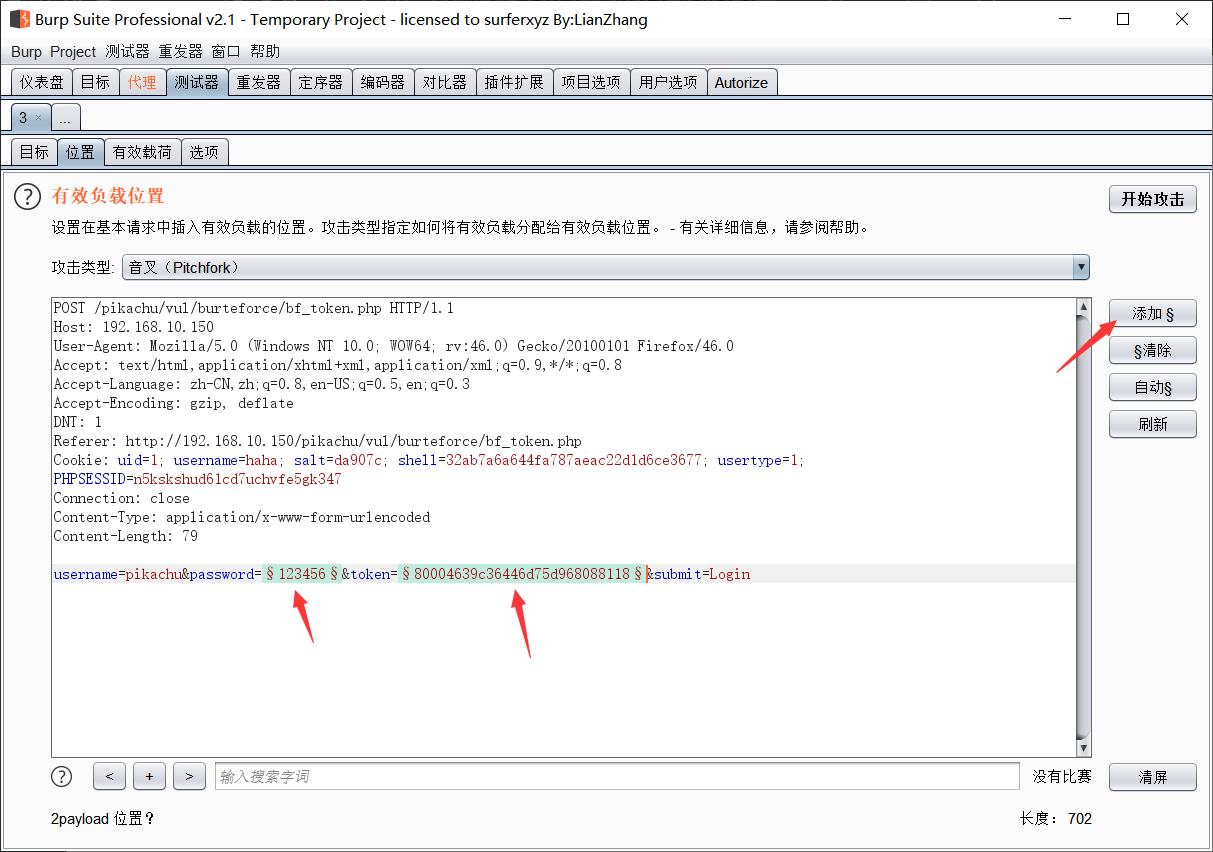 Burp Suite Professional v2.1 - Temporary Project - licensed to surferxyz By:LianZhang
Burp Project 测试器 重发器 窗口 帮助
仪表盘 目标 代理 测试器 重发器 定序器 编码器 对比器 插件扩展 项目选项 用户选项 Autorize
3 × ...
目标 位置 有效载荷 选项
? 有效负载位置 开始攻击
设置在基本请求中插入有效负载的位置。攻击类型指定如何将有效负载分配给有效负载位置。 - 有关详细信息，请参阅帮助。
攻击类型: 音叉（Pitchfork）
添加 §
§清除
自动§
刷新
POST /pikachu/vul/burteforce/bf_token.php HTTP/1.1
Host: 192.168.10.150
User-Agent: Mozilla/5.0 (Windows NT 10.0; WOW64; rv:46.0) Gecko/20100101 Firefox/46.0
Accept: text/html,application/xhtml+xml,application/xml;q=0.9,*/*;q=0.8
Accept-Language: zh-CN,zh;q=0.8,en-US;q=0.5,en;q=0.3
Accept-Encoding: gzip, deflate
DNT: 1
Referer: http://192.168.10.150/pikachu/vul/burteforce/bf_token.php
Cookie: uid=1; username=haha; salt=da907c; shell=32ab7a6a644fa787aeac22d1d6ce3677; usertype=1;
PHPSESSID=n5kskshud61cd7uchvfe5gk347
Connection: close
Content-Type: application/x-www-form-urlencoded
Content-Length: 79
username=pikachu&password=§123456§&token=§80004639c36446d75d968088118§&submit=Login
? < + > 输入搜索字词 没有比赛 清屏
2payload 位置？ 长度： 702